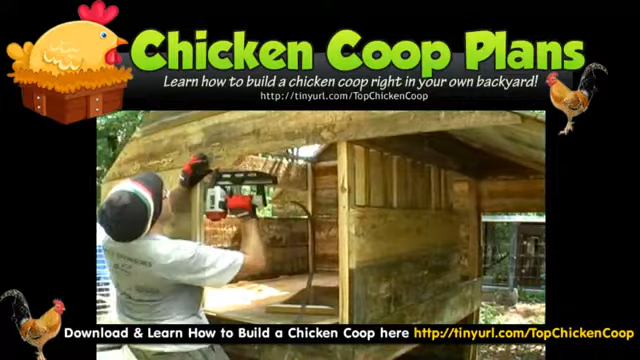 Chicken Coop Plans
Learn how to build a chicken coop right in your own backyard!
http://tinyurl.com/TopChickenCoop
Download & Learn How to Build a Chicken Coop here http://tinyurl.com/TopChickenCoop